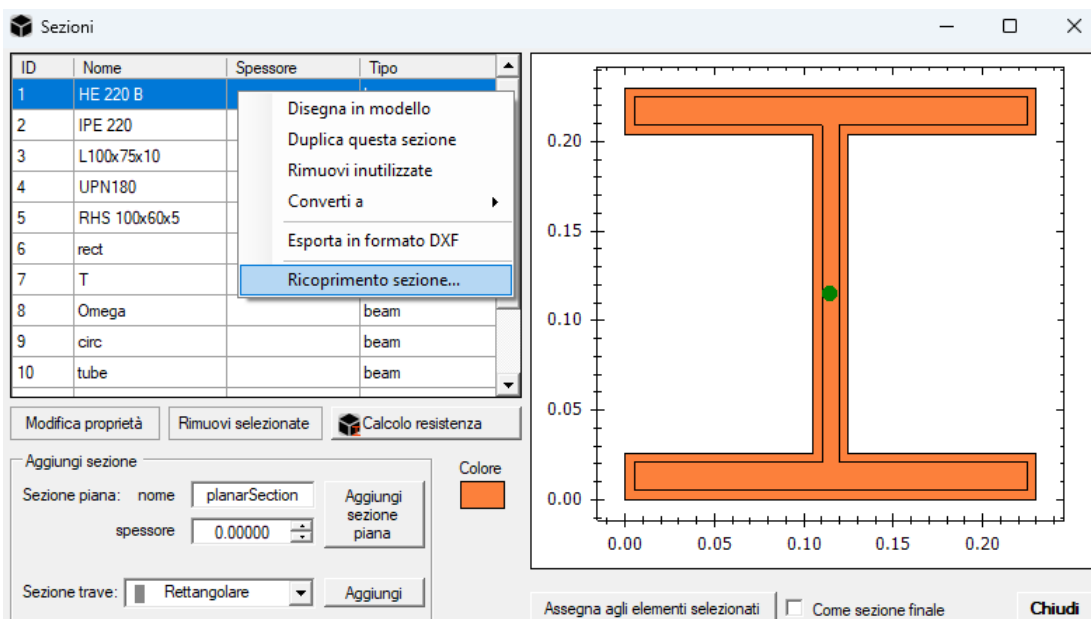 Sezioni
ID Nome Spessore Tipo
1 HE 220 B
2 IPE 220
3 L100x75x10
4 UPN180
5 RHS 100x60x5
6 rect
7 T
8 Omega beam
9 circ beam
10 tube beam
Disegna in modello
Duplica questa sezione
Rimuovi inutilizzate
Converti a
Esporta in formato DXF
Ricoprimento sezione...
Modifica proprietà Rimuovi selezionate Calcolo resistenza
Aggiungi sezione
Sezione piana: nome planarSection
spessore 0.00000
Aggiungi
sezione
piana
Sezione trave: Rettangolare Aggiungi
Colore
0.20
0.15
0.10
0.05
0.00
0.00 0.05 0.10 0.15 0.20
Assegna agli elementi selezionati Come sezione finale Chiudi